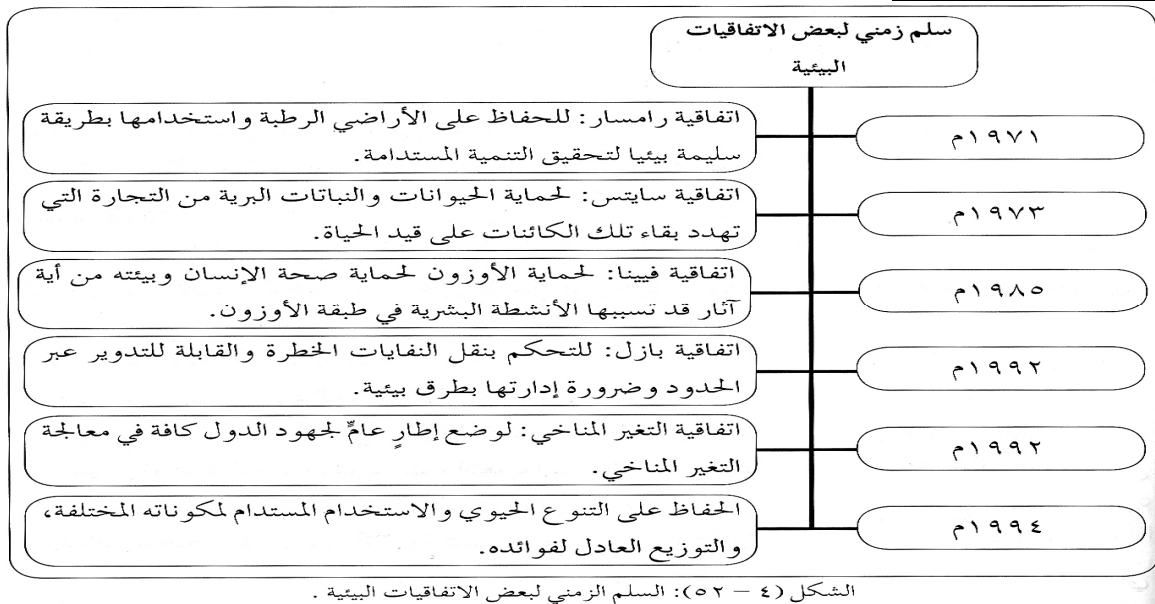 سلم زمني لبعض الاتفاقيات
البيئية
١٩٧١م
اتفاقية رامسار: للحفاظ على الأراضي الرطبة واستخدامها بطريقة
سليمة بيئيا لتحقيق التنمية المستدامة.
١٩٧٣م
اتفاقية سايتس: لحماية الحيوانات والنباتات البرية من التجارة التي
تهدد بقاء تلك الكائنات على قيد الحياة.
١٩٨٥م
اتفاقية فيينا: لحماية الأوزون لحماية صحة الإنسان وبيئته من أية
آثار قد تسببها الأنشطة البشرية في طبقة الأوزون.
١٩٩٢م
اتفاقية بازل: للتحكم بنقل النفايات الخطرة والقابلة للتدوير عبر
الحدود وضرورة إدارتها بطرق بيئية.
١٩٩٢م
اتفاقية التغير المناخي: لوضع إطارٍ عامٍّ لجهود الدول كافة في معالجة
التغير المناخي.
١٩٩٤م
الحفاظ على التنوع الحيوي والاستخدام المستدام لمكوناته المختلفة،
والتوزيع العادل لفوائده.
الشكل (٤ – ٥٢): السلم الزمني لبعض الاتفاقيات البيئية .